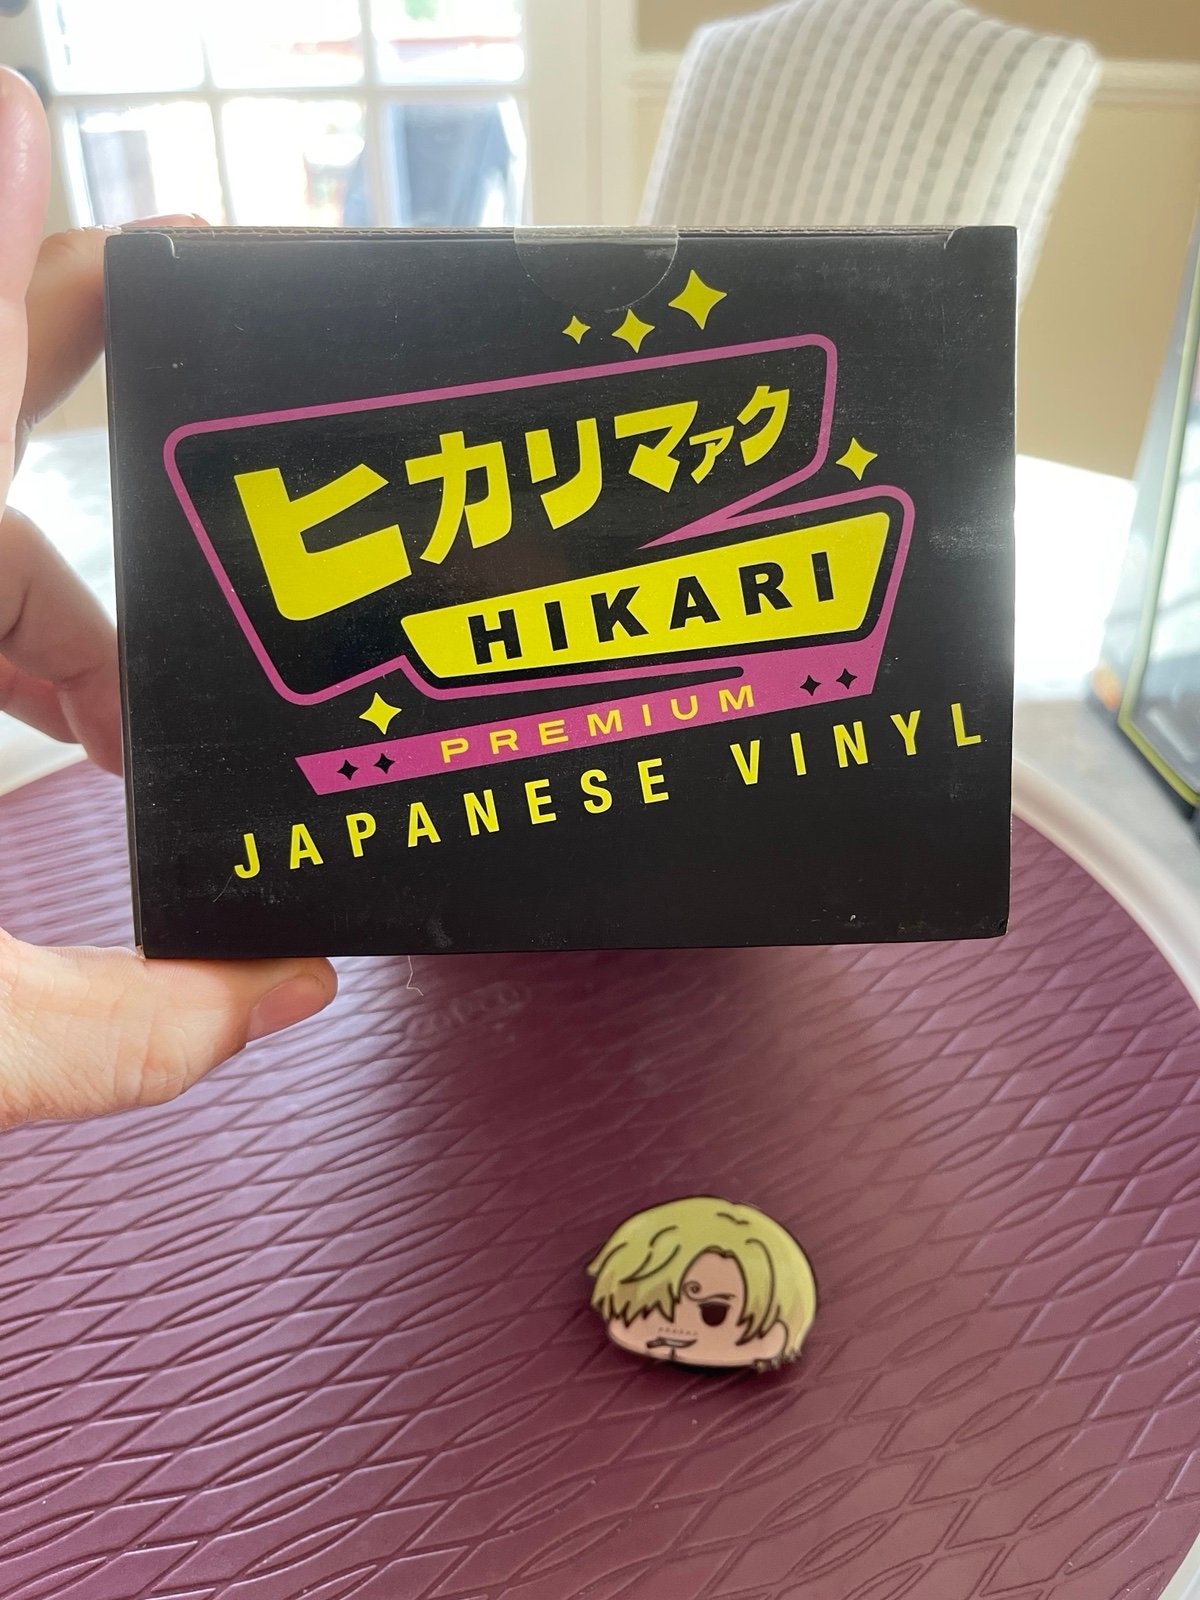 ヒカリマァク
HIKARI
PREMIUM
JAPANESE VINYL